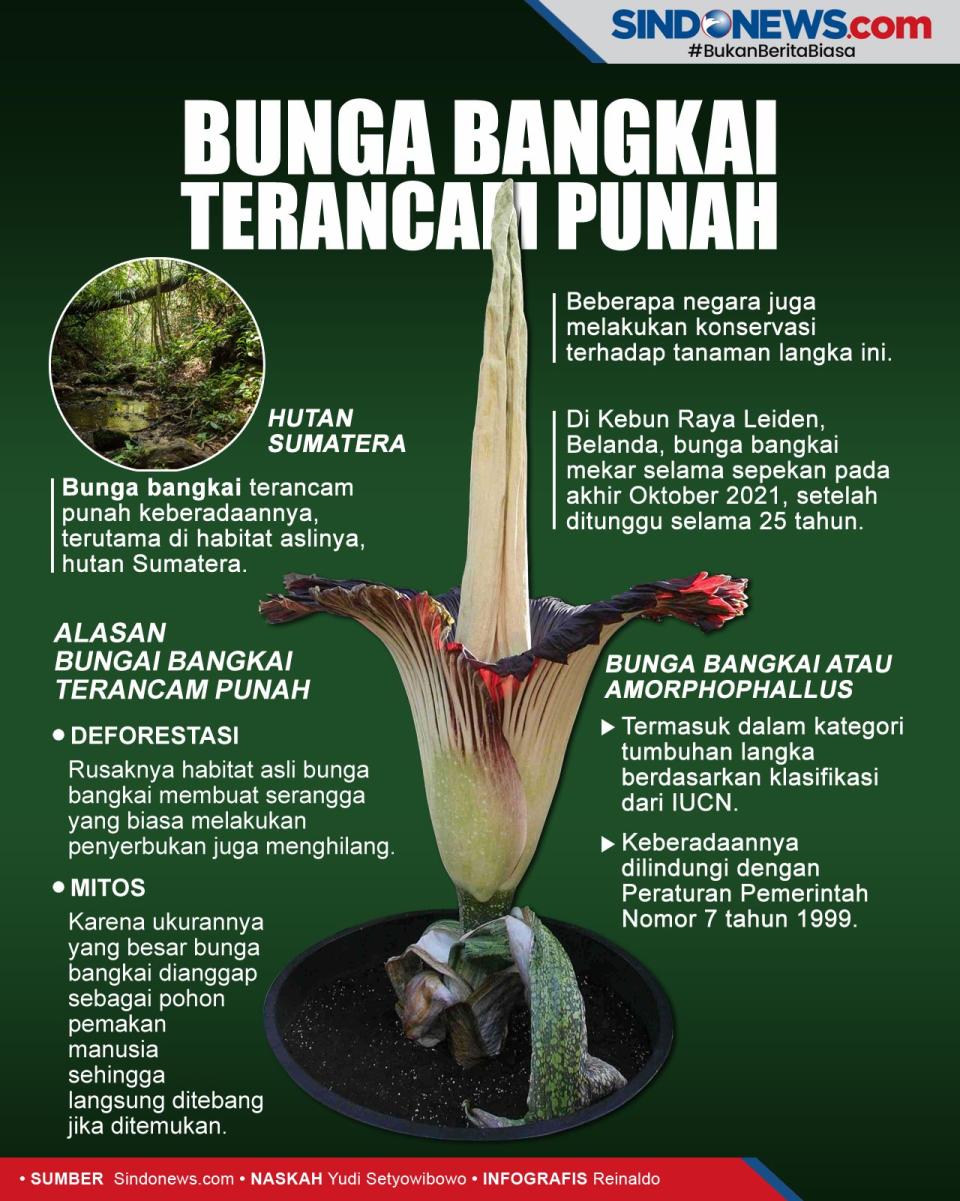 SINDONEWS.com
#BukanBeritaBiasa
BUNGA BANGKAI
TERANCAM PUNAH
HUTAN
SUMATERA
Bunga bangkai terancam
punah keberadaannya,
terutama di habitat aslinya,
hutan Sumatera.
Beberapa negara juga
melakukan konservasi
terhadap tanaman langka ini.
Di Kebun Raya Leiden,
Belanda, bunga bangkai
mekar selama sepekan pada
akhir Oktober 2021, setelah
ditunggu selama 25 tahun.
ALASAN
BUNGAI BANGKAI
TERANCAM PUNAH
• DEFORESTASI
Rusaknya habitat asli bunga
bangkai membuat serangga
yang biasa melakukan
penyerbukan juga menghilang.
• MITOS
Karena ukurannya
yang besar bunga
bangkai dianggap
sebagai pohon
pemakan
manusia
sehingga
langsung ditebang
jika ditemukan.
BUNGA BANGKAI ATAU
AMORPHOPHALLUS
▶ Termasuk dalam kategori
tumbuhan langka
berdasarkan klasifikasi
dari IUCN.
▶ Keberadaannya
dilindungi dengan
Peraturan Pemerintah
Nomor 7 tahun 1999.
• SUMBER Sindonews.com • NASKAH Yudi Setyowibowo • INFOGRAFIS Reinaldo